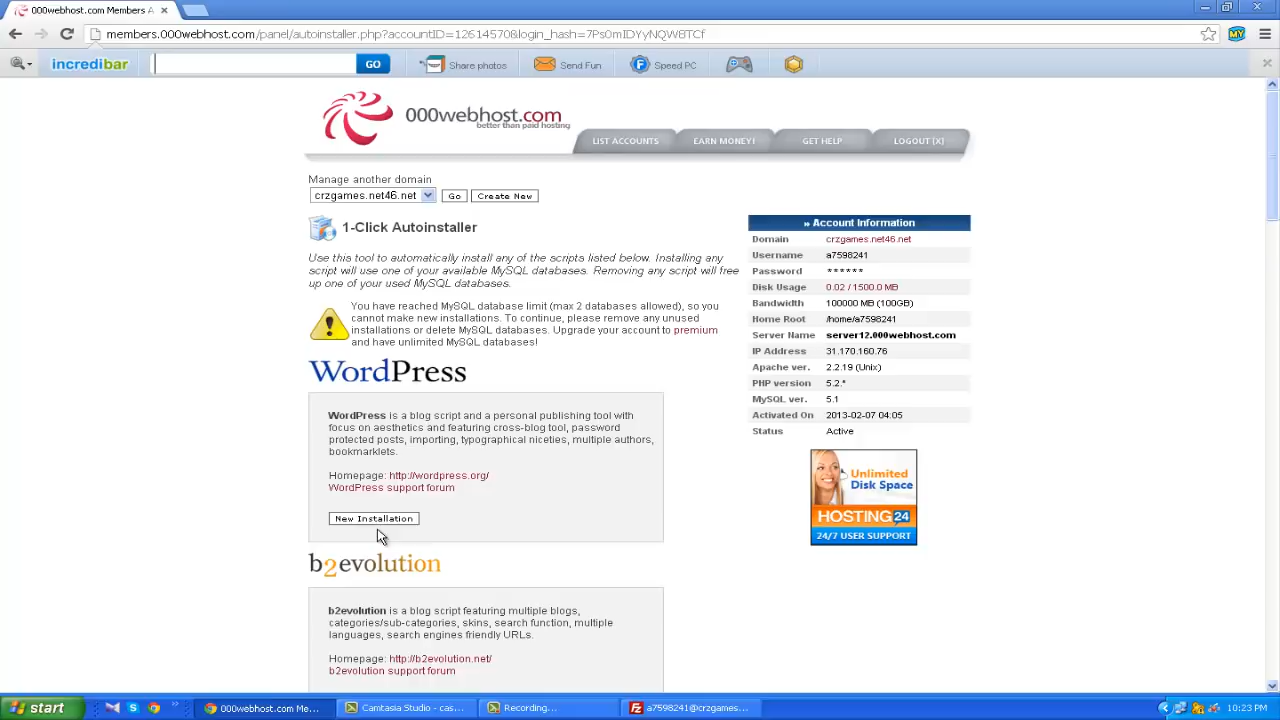 000webhost.com Members A
members.000webhost.com/panel/autoinstaller.php?accountID=12614570&login_hash=7Ps0mIDYyNQW8TCf
MY
incredibar
GO
Share photos
Send Fun
Speed PC
000webhost.com
better than paid hosting
LIST ACCOUNTS
EARN MONEY!
GET HELP
LOGOUT [X]
Manage another domain
crzgames.net46.net
Go
Create New
1-Click Autoinstaller
Use this tool to automatically install any of the scripts listed below. Installing any
script will use one of your available MySQL databases. Removing any script will free
up one of your used MySQL databases.
You have reached MySQL database limit (max 2 databases allowed), so you
cannot make new installations. To continue, please remove any unused
installations or delete MySQL databases. Upgrade your account to premium
and have unlimited MySQL databases!
WordPress
WordPress is a blog script and a personal publishing tool with
focus on aesthetics and featuring cross-blog tool, password
protected posts, importing, typographical niceties, multiple authors,
bookmarklets.
Homepage: http://wordpress.org/
WordPress support forum
New Installation
b2evolution
b2evolution is a blog script featuring multiple blogs,
categories/sub-categories, skins, search function, multiple
languages, search engines friendly URLs.
Homepage: http://b2evolution.net/
b2evolution support forum
» Account Information
Domain crzgames.net46.net
Username a7598241
Password ******
Disk Usage 0.02 / 1500.0 MB
Bandwidth 100000 MB (100GB)
Home Root /home/a7598241
Server Name server12.000webhost.com
IP Address 31.170.160.76
Apache ver. 2.2.19 (Unix)
PHP version 5.2.*
MySQL ver. 5.1
Activated On 2013-02-07 04:05
Status Active
Unlimited
Disk Space
HOSTING 24
24/7 USER SUPPORT
start
000webhost.com Me...
Camtasia Studio - cas...
Recording...
a7598241@crzgames...
10:23 PM